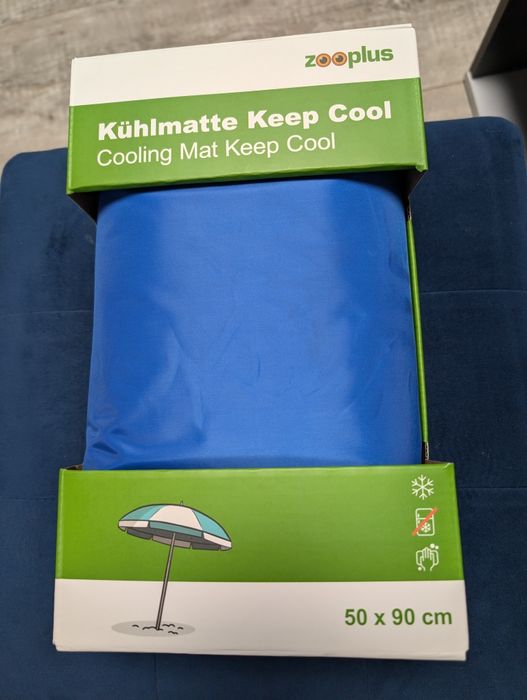 zooplus
Kühlmatte Keep Cool
Cooling Mat Keep Cool
50 x 90 cm